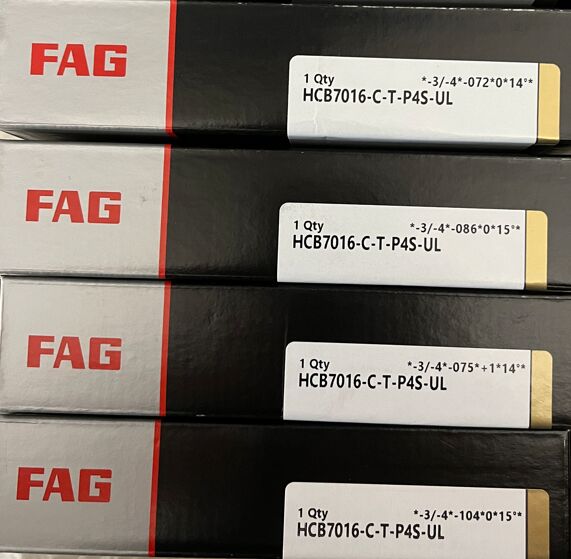 FAG
1 Qty *-3/-4*-072*0*14°*
HCB7016-C-T-P4S-UL
FAG
1 Qty *-3/-4*-086*0*15°*
HCB7016-C-T-P4S-UL
FAG
1 Qty *-3/-4*-075*+1*14°*
HCB7016-C-T-P4S-UL
FAG
1 Qty *-3/-4*-104*0*15°*
HCB7016-C-T-P4S-UL